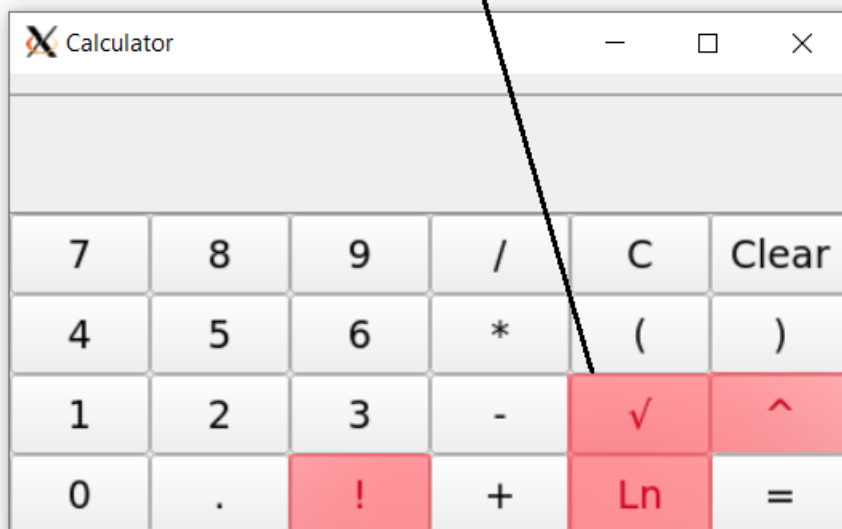 Calculator
7 8 9 / C Clear
4 5 6 * ( )
1 2 3 - √ ^
0 . ! + Ln =